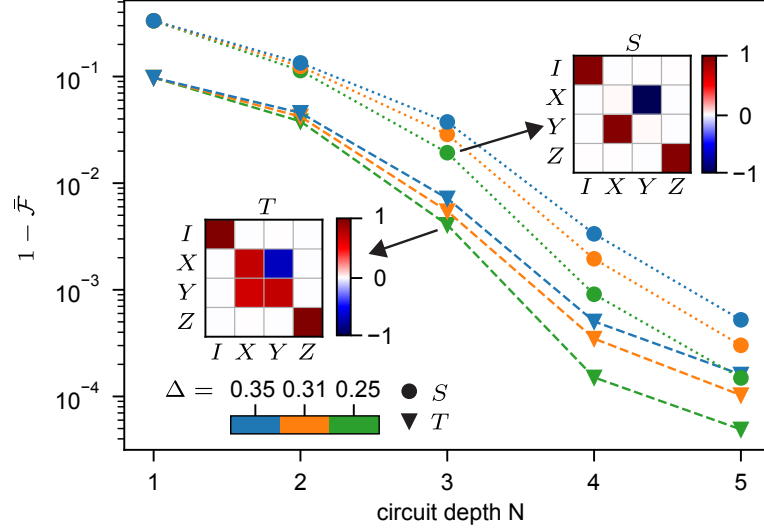 10⁻¹
10⁻²
10⁻³
10⁻⁴
1 − ℱ̿
1 2 3 4 5
circuit depth N
S
I
X
Y
Z
I X Y Z
1
0
−1
T
I
X
Y
Z
I X Y Z
1
0
−1
Δ = 0.35 0.31 0.25
S
T